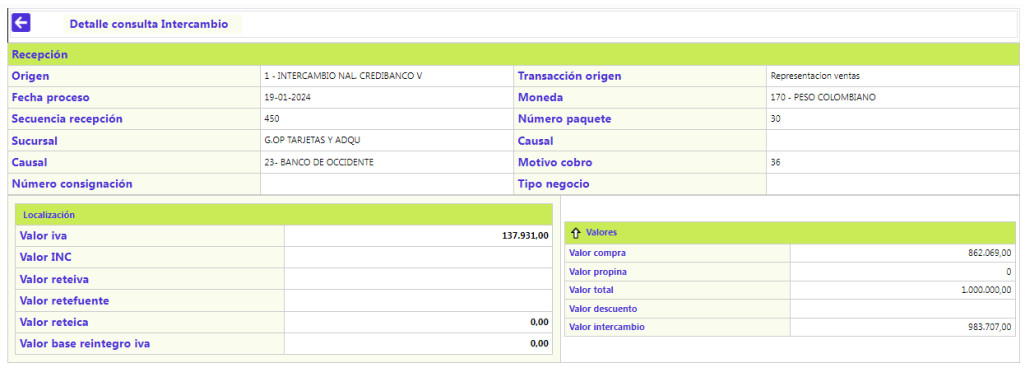 Detalle consulta Intercambio
Recepción
Origen 1 - INTERCAMBIO NAL. CREDIBANCO V Transacción origen Representacion ventas
Fecha proceso 19-01-2024 Moneda 170 - PESO COLOMBIANO
Secuencia recepción 450 Número paquete 30
Sucursal G.OP TARJETAS Y ADQU Causal
Causal 23- BANCO DE OCCIDENTE Motivo cobro 36
Número consignación Tipo negocio
Localización
Valor iva 137.931,00
Valor INC
Valor reteiva
Valor retefuente
Valor reteica 0,00
Valor base reintegro iva 0,00
Valores
Valor compra 862.069,00
Valor propina 0
Valor total 1.000.000,00
Valor descuento
Valor intercambio 983.707,00